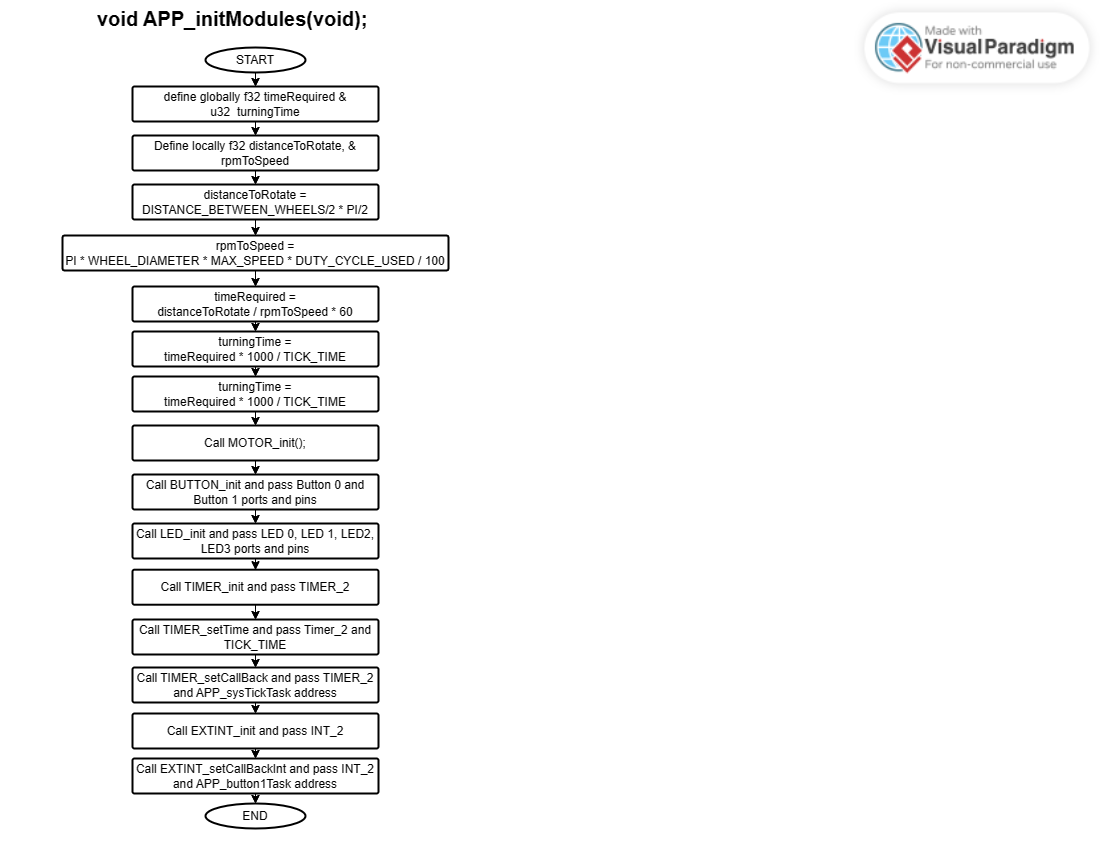 void APP_initModules(void);
Made with
Visual Paradigm
For non-commercial use
START
define globally f32 timeRequired &
u32 turningTime
Define locally f32 distanceToRotate, &
rpmToSpeed
distanceToRotate =
DISTANCE_BETWEEN_WHEELS/2 * PI/2
rpmToSpeed =
PI * WHEEL_DIAMETER * MAX_SPEED * DUTY_CYCLE_USED / 100
timeRequired =
distanceToRotate / rpmToSpeed * 60
turningTime =
timeRequired * 1000 / TICK_TIME
turningTime =
timeRequired * 1000 / TICK_TIME
Call MOTOR_init();
Call BUTTON_init and pass Button 0 and
Button 1 ports and pins
Call LED_init and pass LED 0, LED 1, LED2,
LED3 ports and pins
Call TIMER_init and pass TIMER_2
Call TIMER_setTime and pass Timer_2 and
TICK_TIME
Call TIMER_setCallBack and pass TIMER_2
and APP_sysTickTask address
Call EXTINT_init and pass INT_2
Call EXTINT_setCallBackInt and pass INT_2
and APP_button1Task address
END